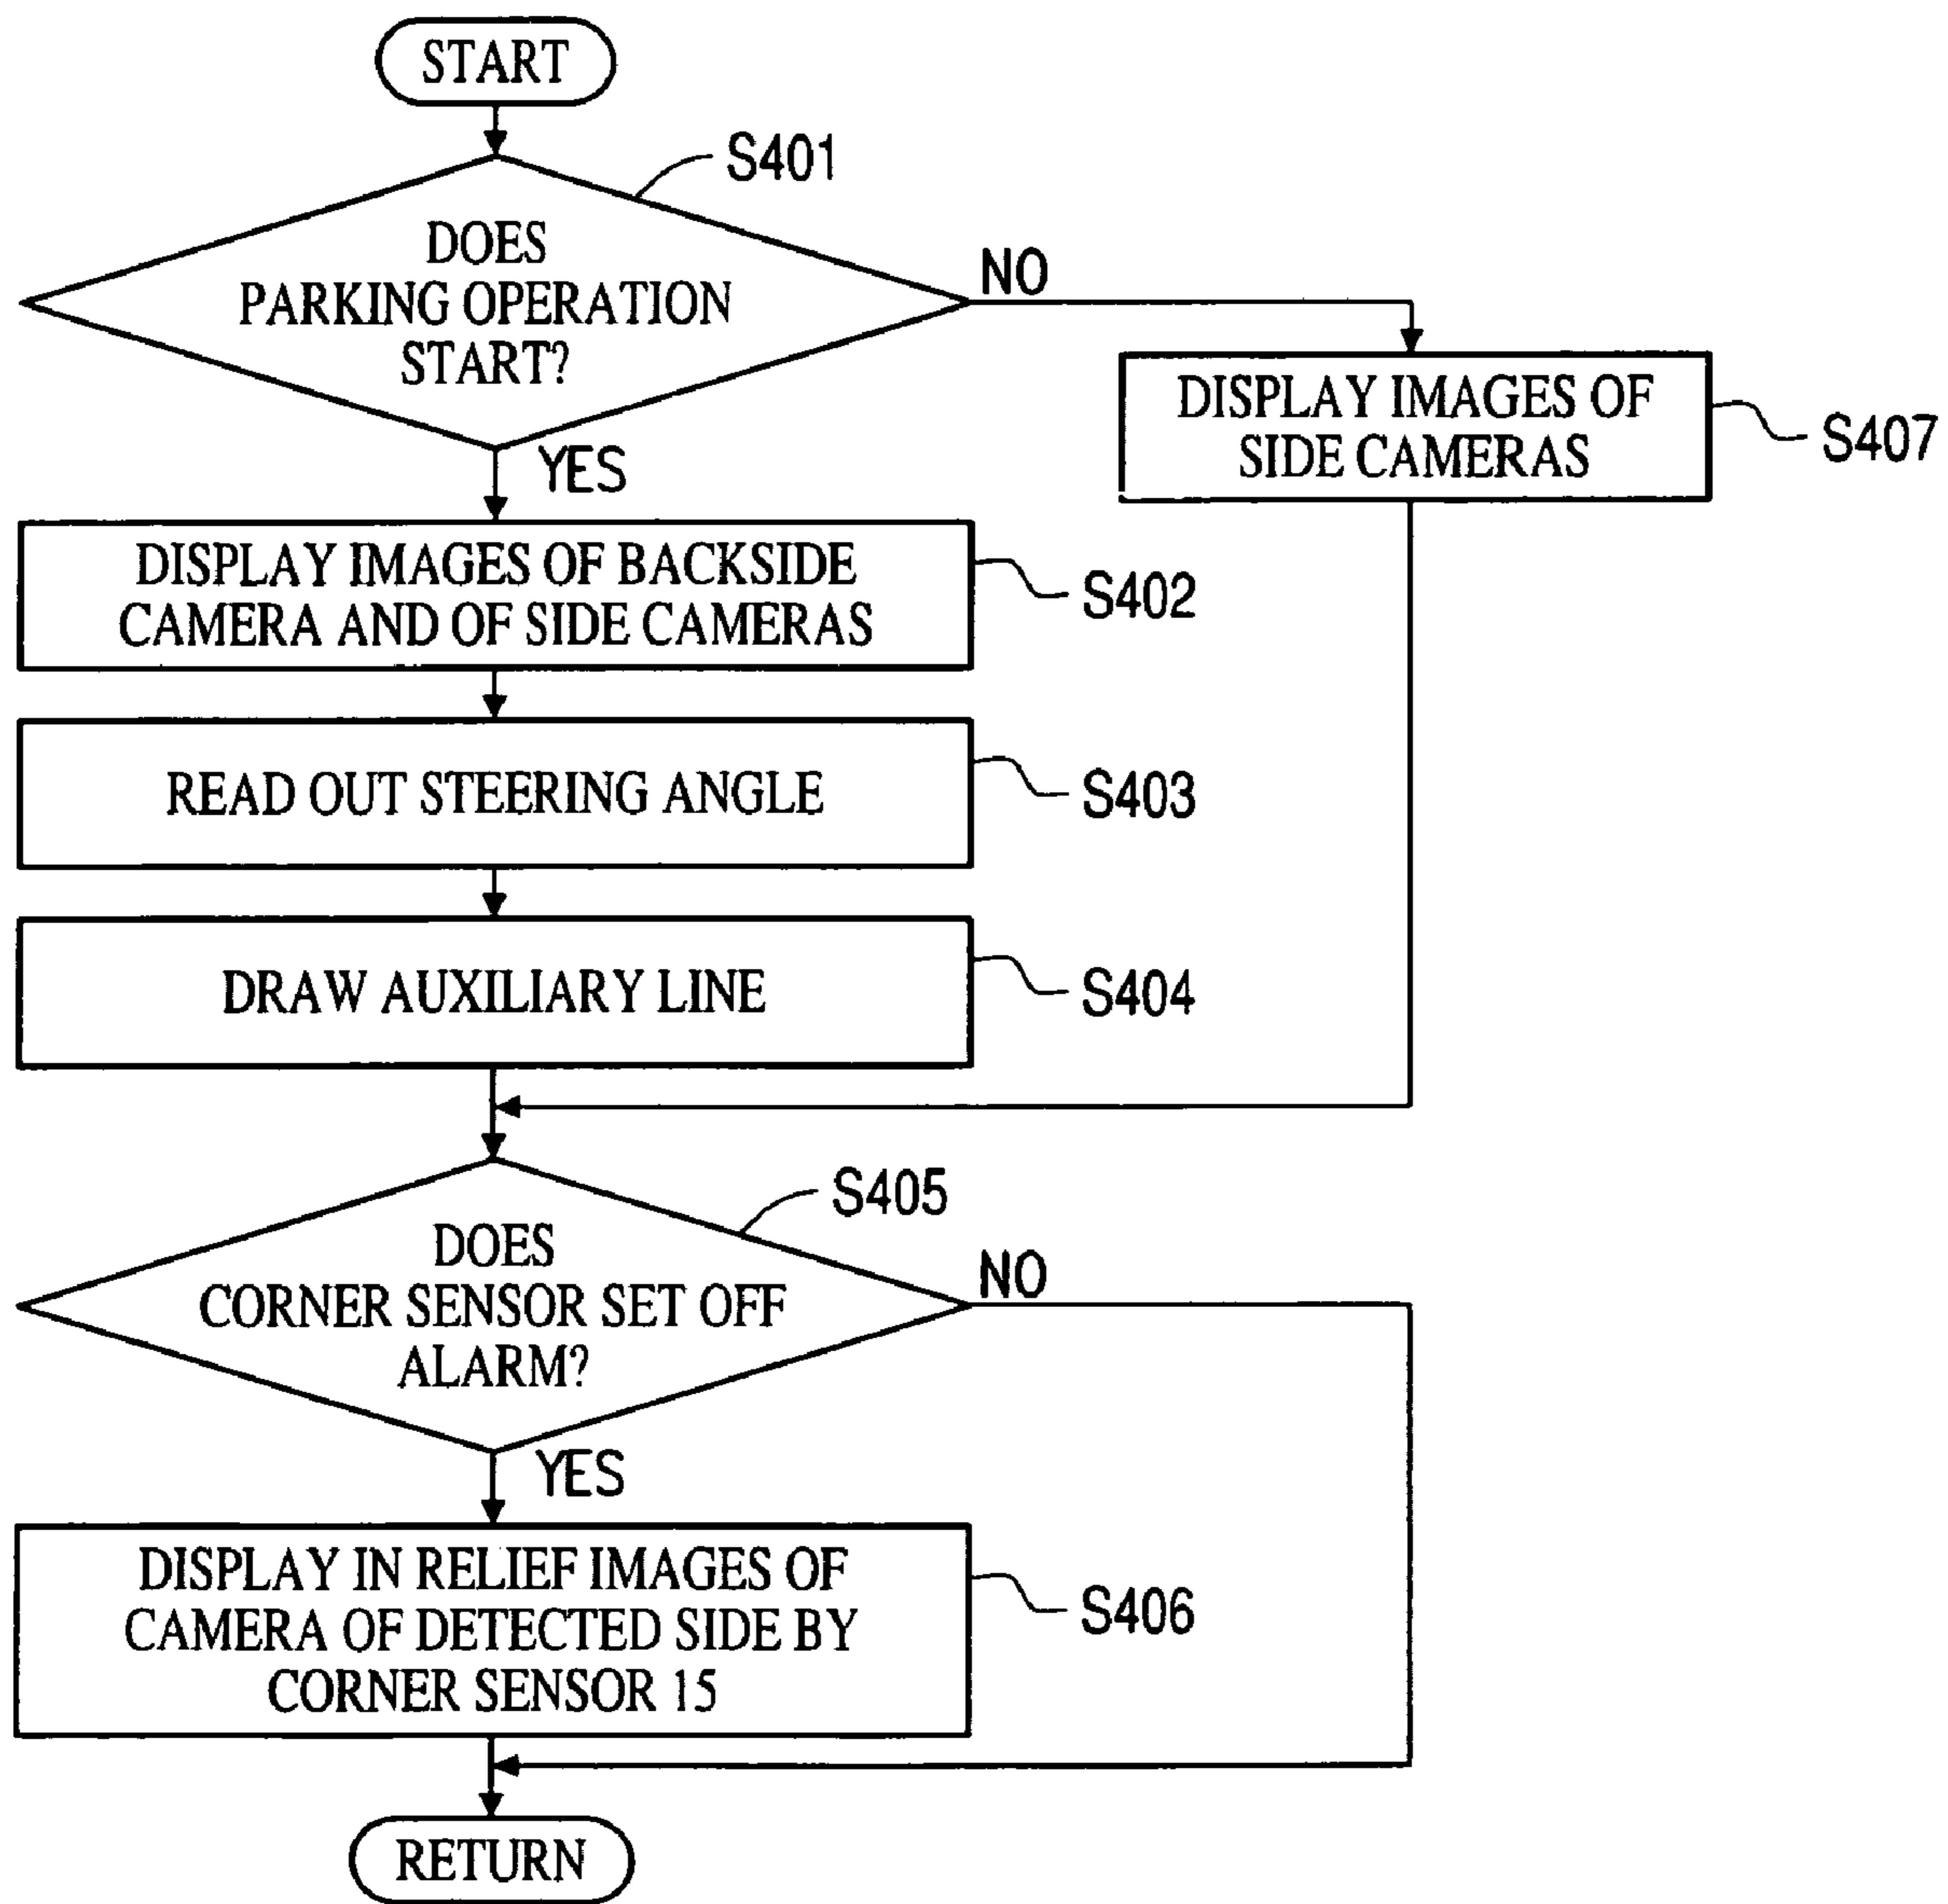 START
S401
DOES
PARKING OPERATION
START?
NO
YES
DISPLAY IMAGES OF
SIDE CAMERAS
S407
DISPLAY IMAGES OF BACKSIDE
CAMERA AND OF SIDE CAMERAS
S402
READ OUT STEERING ANGLE
S403
DRAW AUXILIARY LINE
S404
S405
DOES
CORNER SENSOR SET OFF
ALARM?
NO
YES
DISPLAY IN RELIEF IMAGES OF
CAMERA OF DETECTED SIDE BY
CORNER SENSOR 15
S406
RETURN